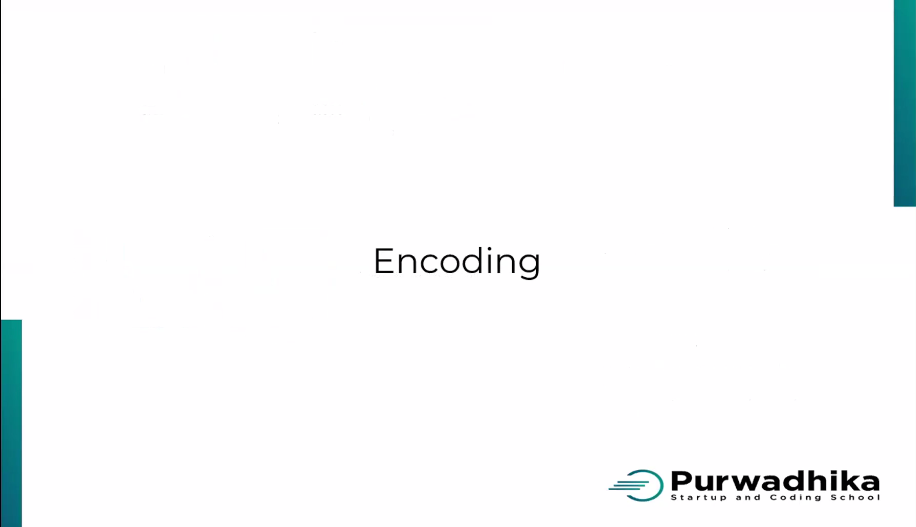 Encoding
Purwadhika
Startup and Coding School